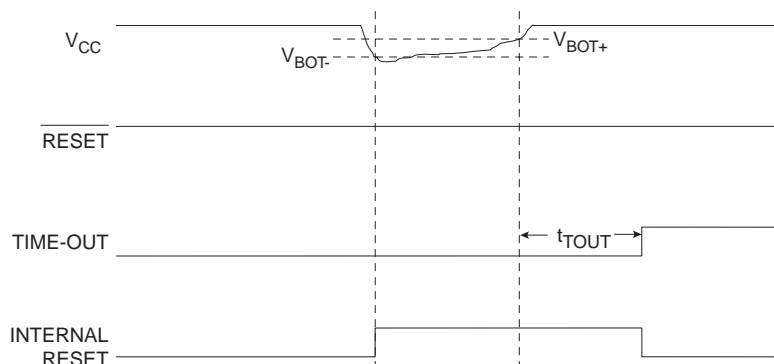 VCC
VBOT-
VBOT+
RESET
TIME-OUT
tTOUT
INTERNAL
RESET